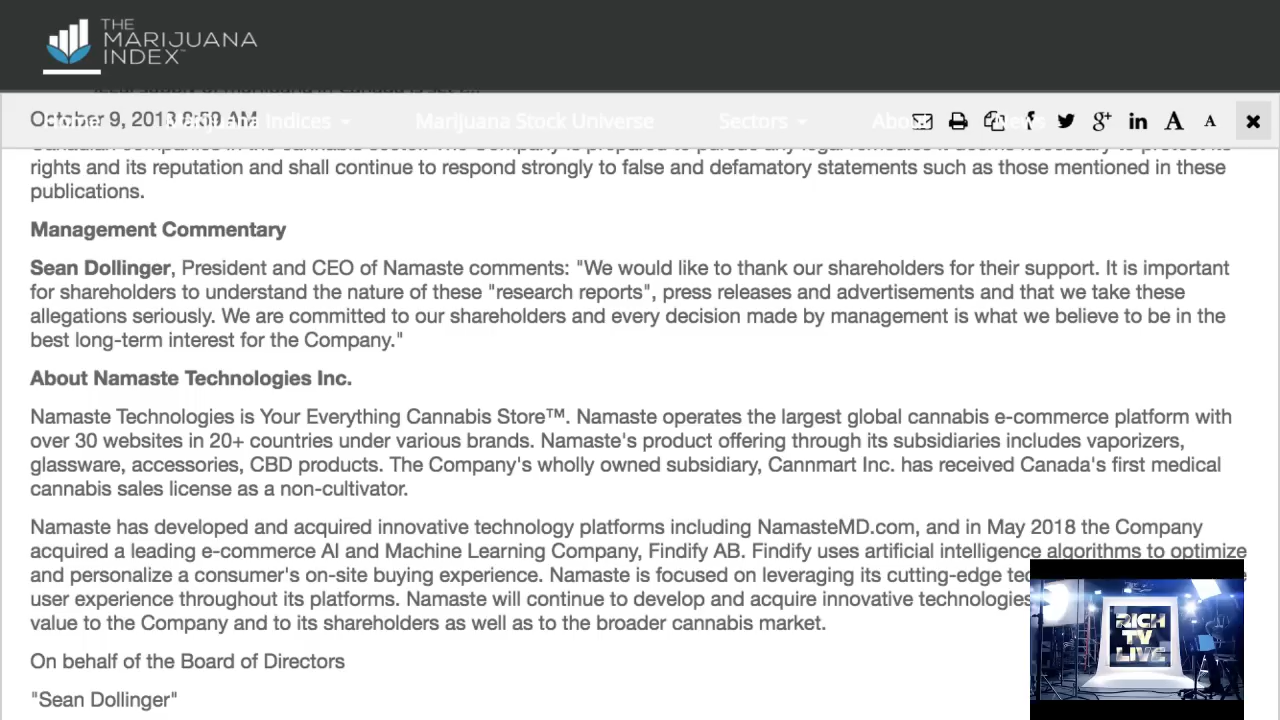 THE
MARIJUANA
INDEX™
October 9, 2018 8:59 AM
Home
Marijuana Indices
Marijuana Stock Universe
Sectors
rights and its reputation and shall continue to respond strongly to false and defamatory statements such as those mentioned in these
publications.
Management Commentary
Sean Dollinger, President and CEO of Namaste comments: "We would like to thank our shareholders for their support. It is important
for shareholders to understand the nature of these "research reports", press releases and advertisements and that we take these
allegations seriously. We are committed to our shareholders and every decision made by management is what we believe to be in the
best long-term interest for the Company."
About Namaste Technologies Inc.
Namaste Technologies is Your Everything Cannabis Store™. Namaste operates the largest global cannabis e-commerce platform with
over 30 websites in 20+ countries under various brands. Namaste's product offering through its subsidiaries includes vaporizers,
glassware, accessories, CBD products. The Company's wholly owned subsidiary, Cannmart Inc. has received Canada's first medical
cannabis sales license as a non-cultivator.
Namaste has developed and acquired innovative technology platforms including NamasteMD.com, and in May 2018 the Company
acquired a leading e-commerce AI and Machine Learning Company, Findify AB. Findify uses artificial intelligence algorithms to optimize
and personalize a consumer's on-site buying experience. Namaste is focused on leveraging its cutting-edge
user experience throughout its platforms. Namaste will continue to develop and acquire innovative technologies
value to the Company and to its shareholders as well as to the broader cannabis market.
On behalf of the Board of Directors
"Sean Dollinger"
RICH
TV
LIVE